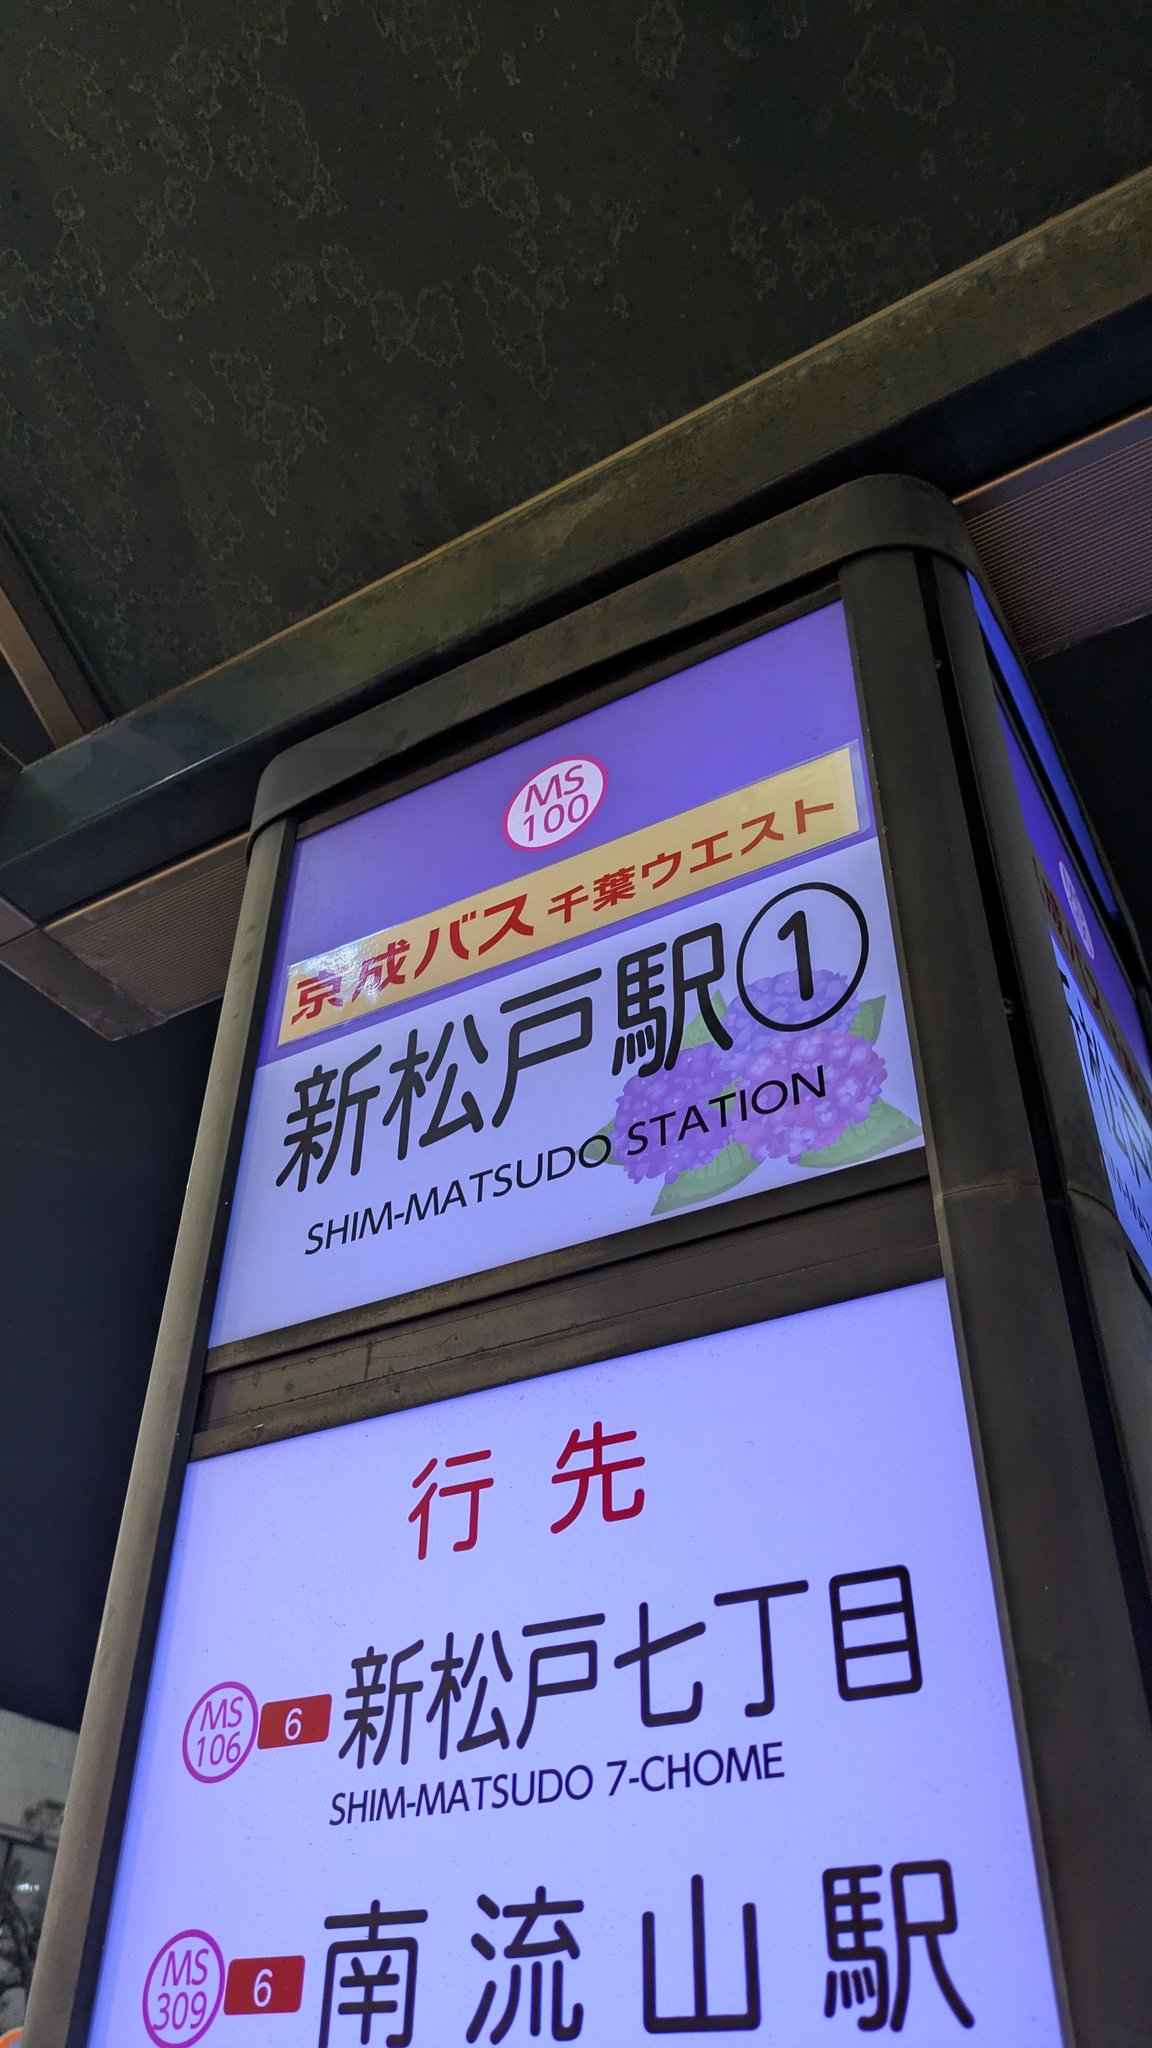 MS
100
京成バス 千葉ウエスト
新松戸駅①
SHIM-MATSUDO STATION
行先
MS
106
6
新松戸七丁目
SHIM-MATSUDO 7-CHOME
MS
309
6
南流山駅